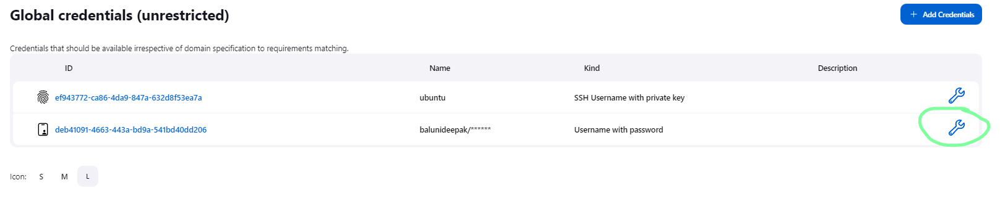 Global credentials (unrestricted)
+ Add Credentials
Credentials that should be available irrespective of domain specification to requirements matching.
ID Name Kind Description
ef943772-ca86-4da9-847a-632d8f53ea7a ubuntu SSH Username with private key
deb41091-4663-443a-bd9a-541bd40dd206 balunideepak/****** Username with password
Icon: S M L